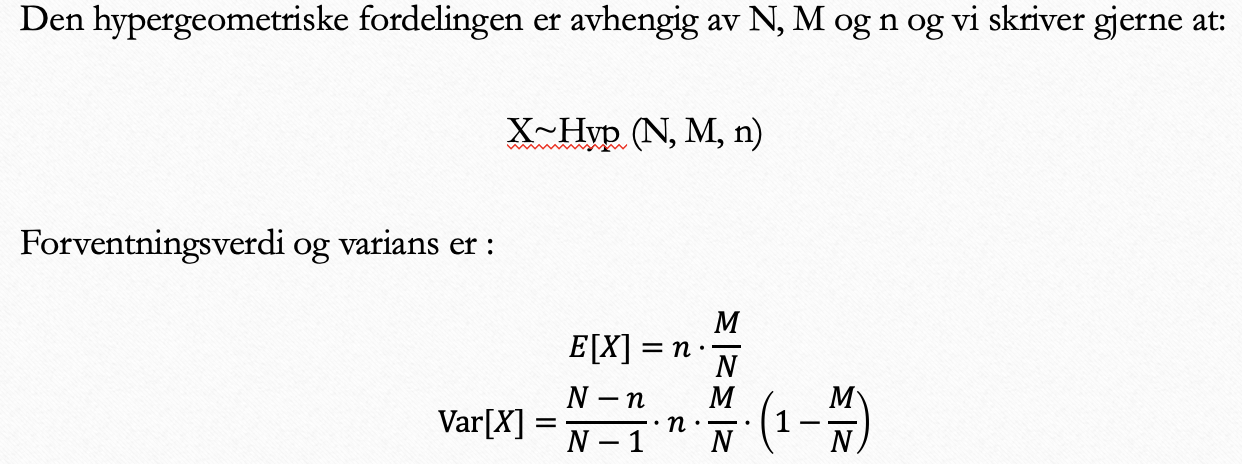 Den hypergeometriske fordelingen er avhengig av N, M og n og vi skriver gjerne at:
X~Hyp (N, M, n)
Forventningsverdi og varians er :
E[X] = n · M/N
Var[X] = (N − n)/(N − 1) · n · M/N · (1 − M/N)